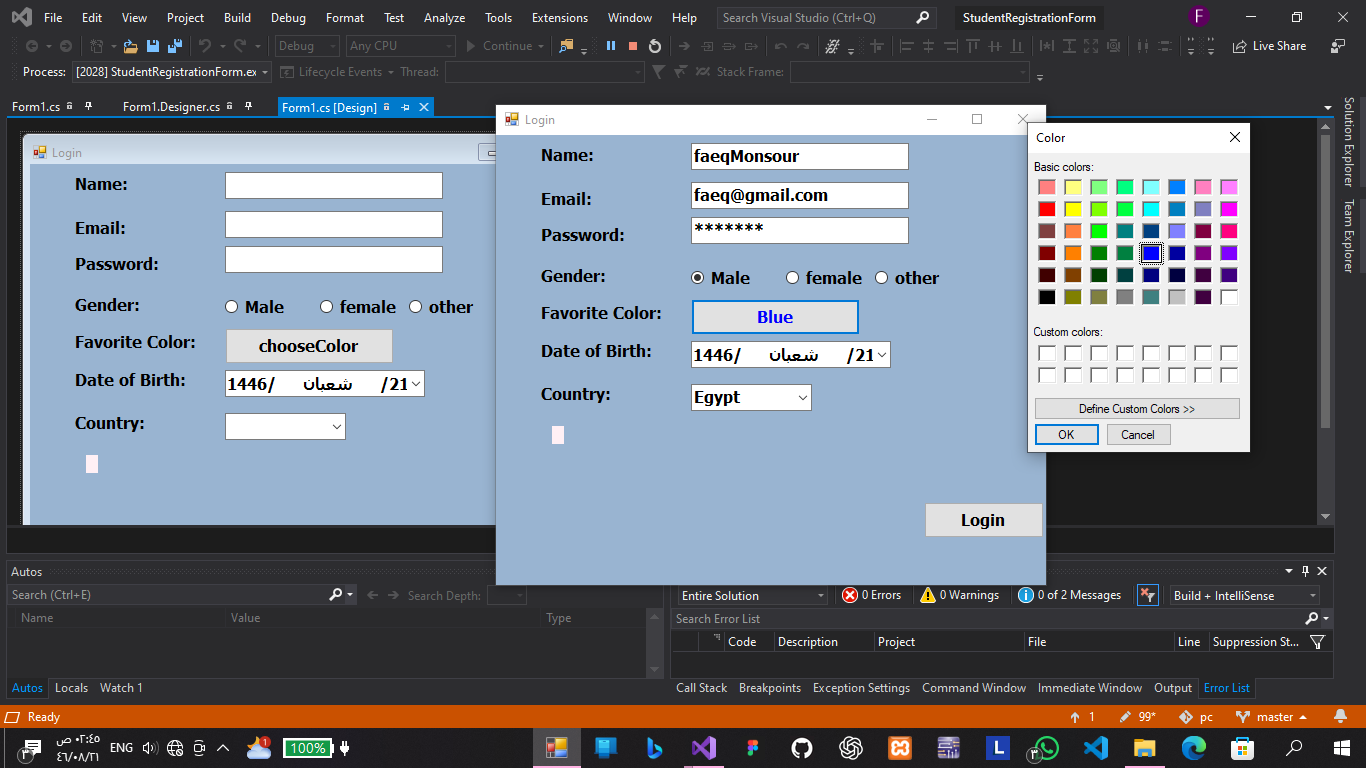 File Edit View Project Build Debug Format Test Analyze Tools Extensions Window Help Search Visual Studio (Ctrl+Q) StudentRegistrationForm F
Debug Any CPU Continue Live Share
Process: [2028] StudentRegistrationForm.ex Lifecycle Events Thread: Stack Frame:
Form1.cs Form1.Designer.cs Form1.cs [Design]
Solution Explorer
Team Explorer
Login
Name:
Email:
Password:
Gender: Male female other
Favorite Color: chooseColor
Date of Birth: 21/ شعبان /1446
Country:
Login
Name: faeqMonsour
Email: faeq@gmail.com
Password: *******
Gender: Male female other
Favorite Color: Blue
Date of Birth: 21/ شعبان /1446
Country: Egypt
Login
Color
Basic colors:
Custom colors:
Define Custom Colors >>
OK Cancel
Autos
Search (Ctrl+E) Search Depth:
Name Value Type
Autos Locals Watch 1
Entire Solution 0 Errors 0 Warnings 0 of 2 Messages Build + IntelliSense
Search Error List
Code Description Project File Line Suppression St...
Call Stack Breakpoints Exception Settings Command Window Immediate Window Output Error List
Ready 1 99* pc master
٠٢:٤٥ ص
٤٦/٠٨/٢١
ENG 1 100% L
٣
٣